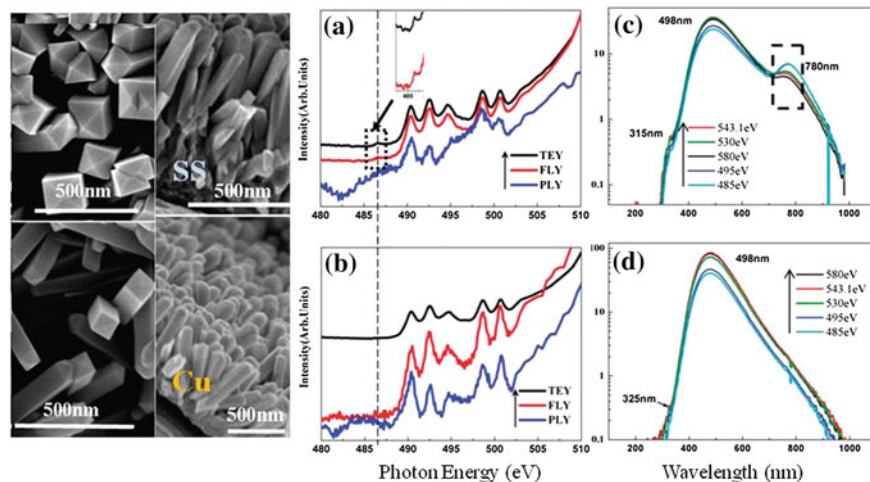 500nm
SS
500nm
500nm
Cu
500nm
(a)
485
Intensity(Arb.Units)
TEY
FLY
PLY
480 485 490 495 500 505 510
(b)
Intensity(Arb.Units)
TEY
FLY
PLY
480 485 490 495 500 505 510
Photon Energy (eV)
(c)
498nm
780nm
315nm
543.1eV
530eV
580eV
495eV
485eV
10
1
0.1
200 400 600 800 1000
(d)
498nm
325nm
580eV
543.1eV
530eV
495eV
485eV
100
10
1
0.1
200 400 600 800 1000
Wavelength (nm)